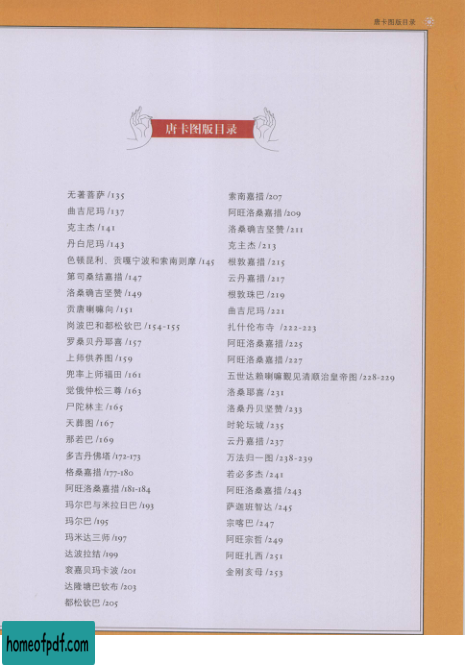 唐卡图版目录
唐卡图版目录
无著菩萨/135
曲吉尼玛/137
克主杰/141
丹白尼玛/143
色顿昆利、贡嘎宁波和索南则摩/145
第司桑结嘉措/147
洛桑确吉坚赞/149
贡唐喇嘛向/151
岗波巴和都松钦巴/154-155
罗桑贝丹耶喜/157
上师供养图/159
兜率上师福田/161
觉俄仲松三尊/163
尸陀林主/165
天葬图/167
那若巴/169
多吉丹佛塔/172-173
格桑嘉措/177-180
阿旺洛桑嘉措/181-184
玛尔巴与米拉日巴/193
玛尔巴/195
玛米达三师/197
达波拉结/199
衮嘉贝玛卡波/201
达隆塘巴钦布/203
都松钦巴/205
索南嘉措/207
阿旺洛桑嘉措/209
洛桑确吉坚赞/211
克主杰/213
根敦嘉措/215
云丹嘉措/217
根敦珠巴/219
曲吉尼玛/221
扎什伦布寺 /222-223
阿旺洛桑嘉措/225
阿旺洛桑嘉措/227
五世达赖喇嘛觐见清顺治皇帝图/228-229
洛桑耶喜/231
洛桑丹贝坚赞/233
时轮坛城/235
云丹嘉措/237
万法归一图/238-239
若必多杰/241
阿旺洛桑嘉措/243
萨迦班智达/245
宗喀巴/247
阿旺宗哲/249
阿旺扎西/251
金刚亥母/253
homeofpdf.com